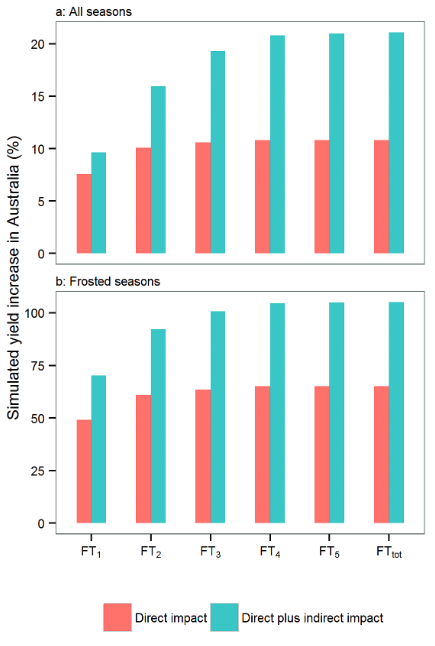 a: All seasons
20
15
10
5
0
b: Frosted seasons
100
75
50
25
0
Simulated yield increase in Australia (%)
FT₁ FT₂ FT₃ FT₄ FT₅ FTtot
Direct impact Direct plus indirect impact